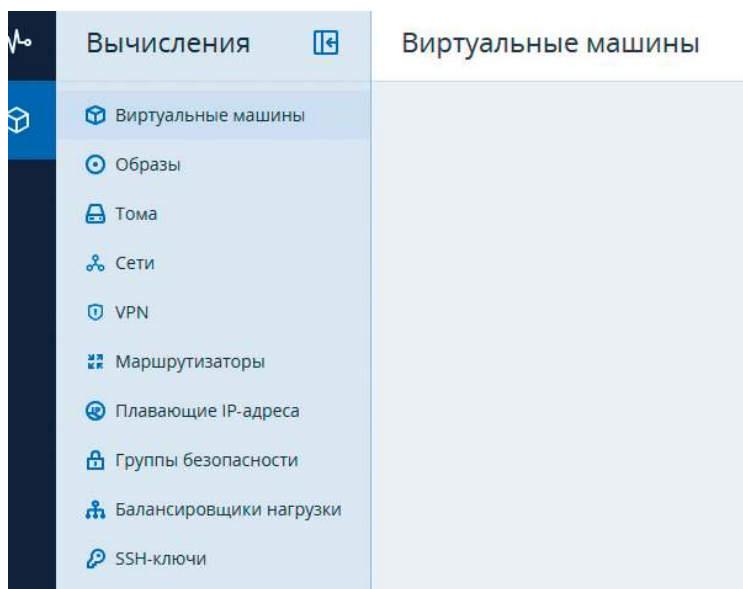 Вычисления
Виртуальные машины
Виртуальные машины
Образы
Тома
Сети
VPN
Маршрутизаторы
Плавающие IP-адреса
Группы безопасности
Балансировщики нагрузки
SSH-ключи